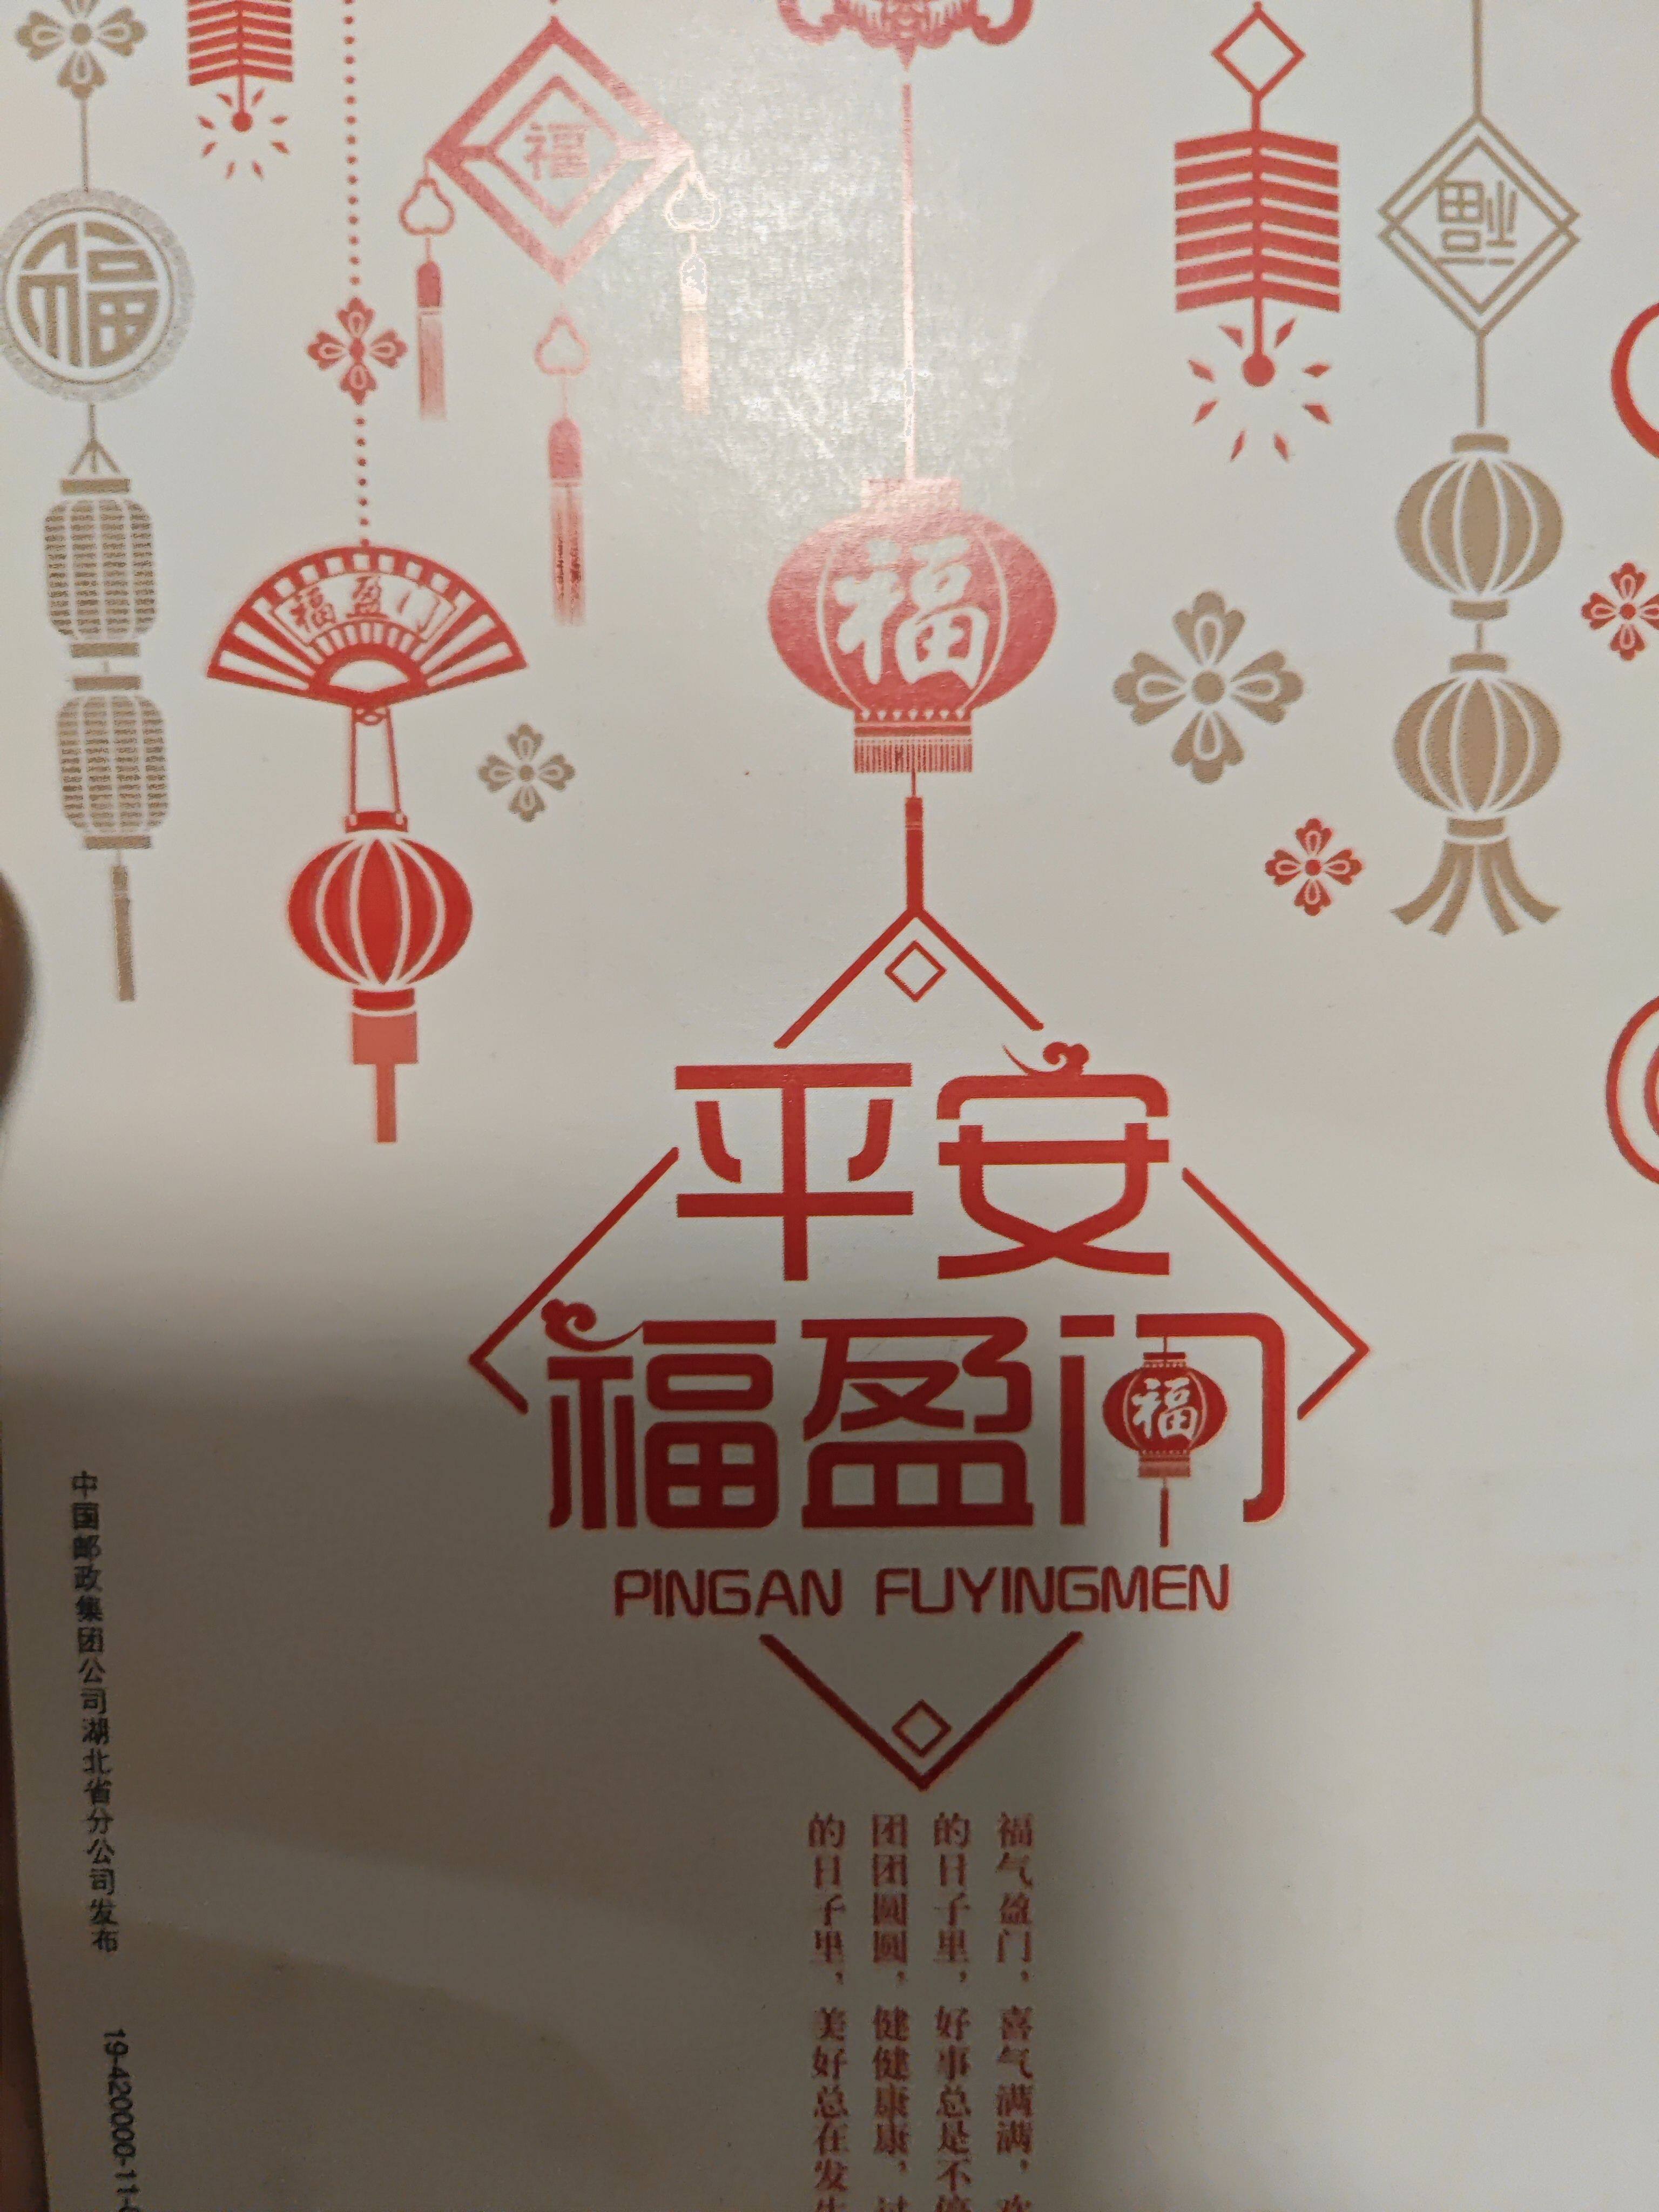 福
福
福
福
福盈门
福
平安
福盈门
福
PINGAN FUYINGMEN
福气盈门，喜气满满，
的日子里，好事总是不
团团圆圆，健健康康，
的日子里，美好总在发
中国邮政集团公司湖北省分公司发布
19-420000-11-